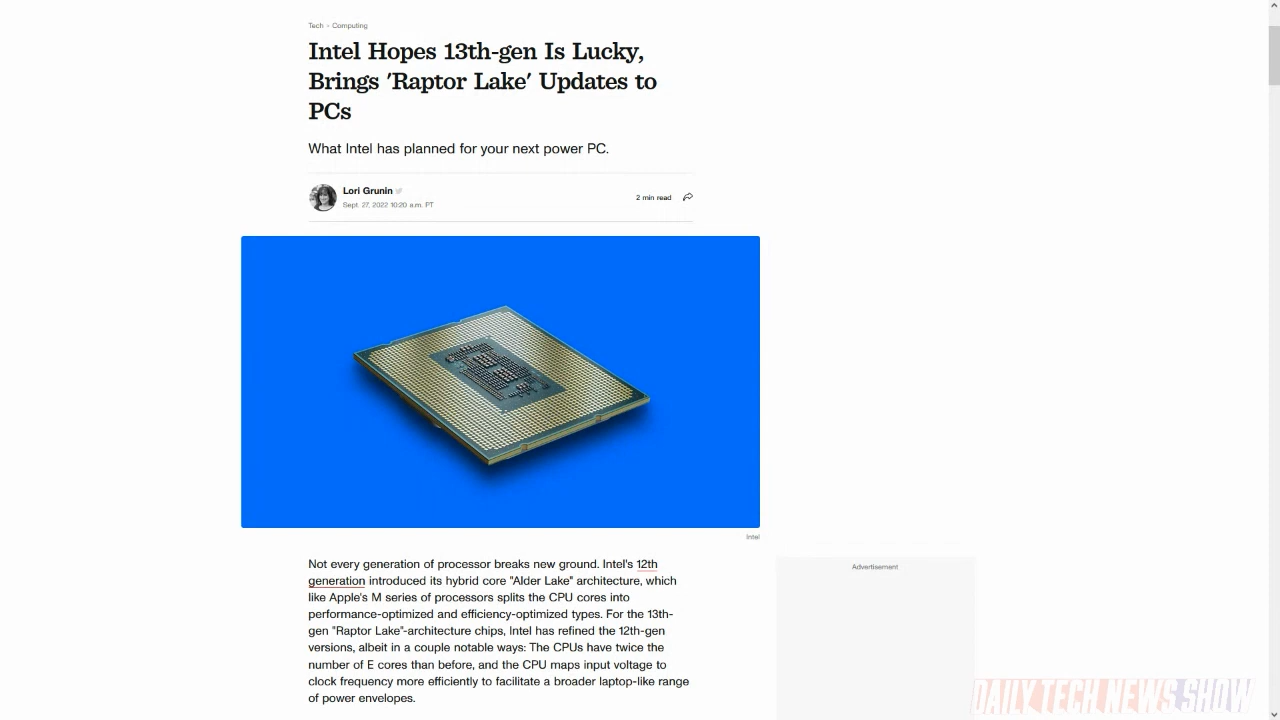 Tech › Computing
Intel Hopes 13th-gen Is Lucky,
Brings 'Raptor Lake' Updates to
PCs
What Intel has planned for your next power PC.
Lori Grunin
Sept. 27, 2022 10:20 a.m. PT
2 min read
Intel
Not every generation of processor breaks new ground. Intel's 12th
generation introduced its hybrid core "Alder Lake" architecture, which
like Apple's M series of processors splits the CPU cores into
performance-optimized and efficiency-optimized types. For the 13th-
gen "Raptor Lake"-architecture chips, Intel has refined the 12th-gen
versions, albeit in a couple notable ways: The CPUs have twice the
number of E cores than before, and the CPU maps input voltage to
clock frequency more efficiently to facilitate a broader laptop-like range
of power envelopes.
Advertisement
DAILY TECH NEWS SHOW